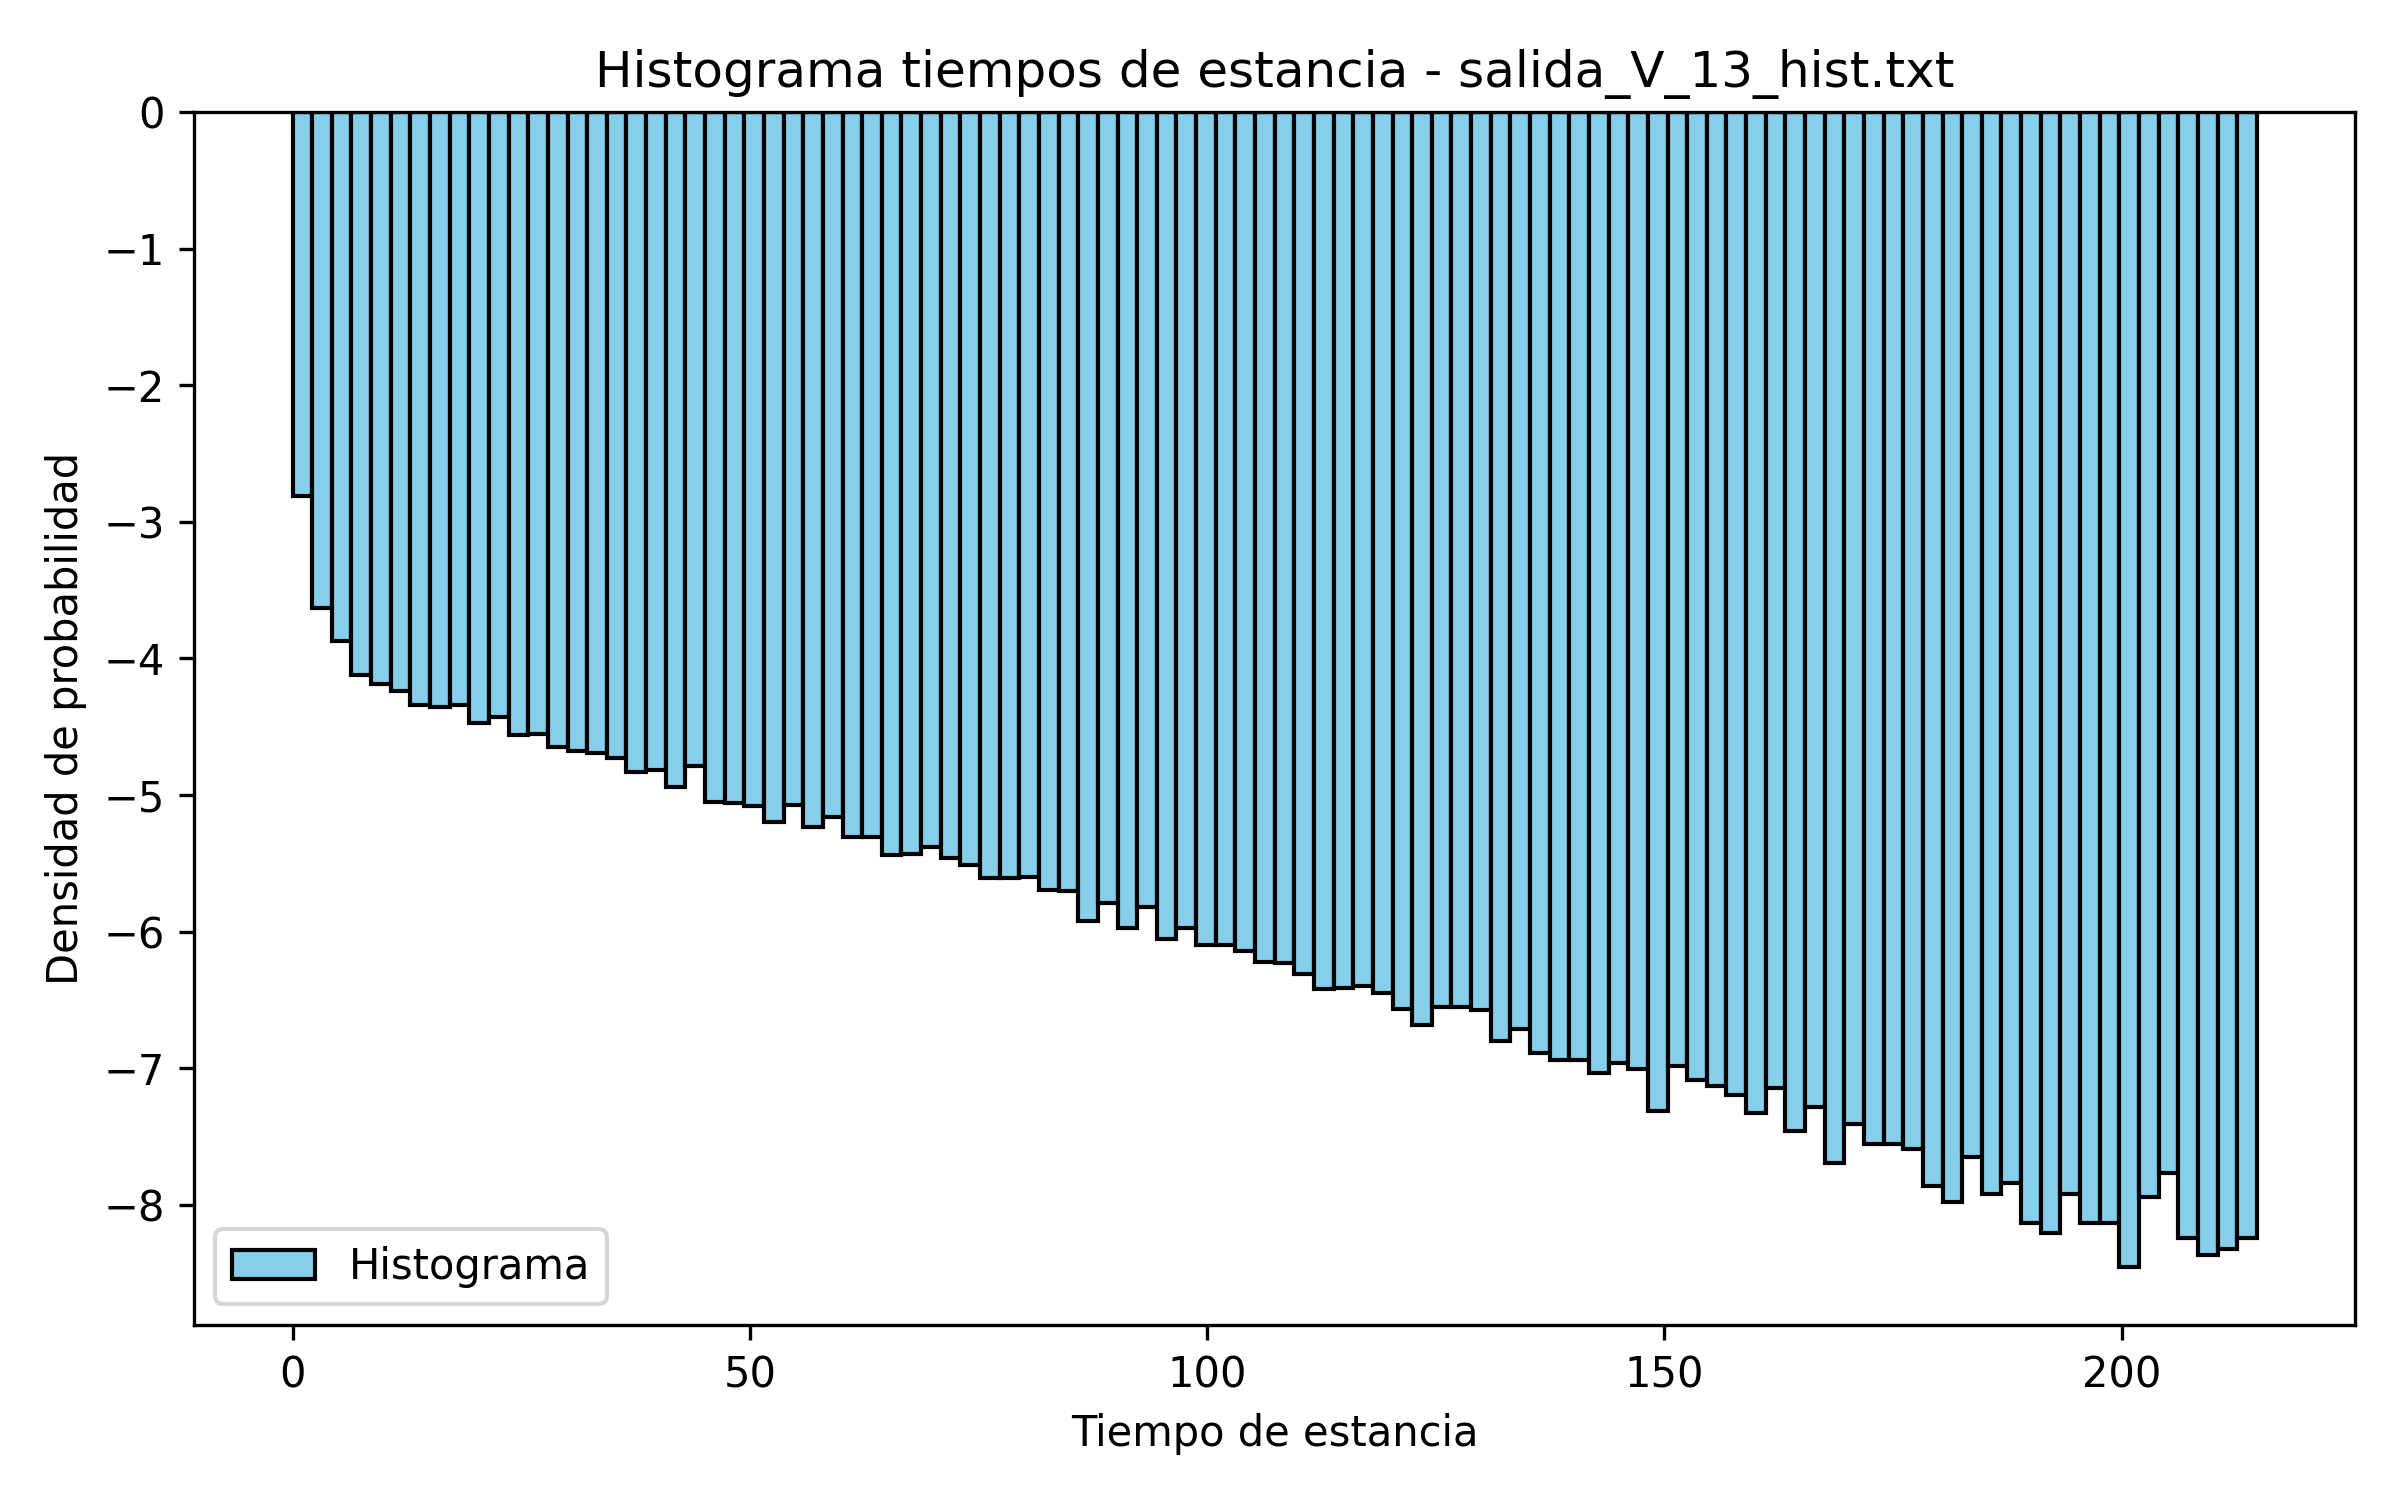 Histograma tiempos de estancia - salida_V_13_hist.txt
0
−1
−2
−3
−4
−5
−6
−7
−8
Densidad de probabilidad
Histograma
0 50 100 150 200
Tiempo de estancia